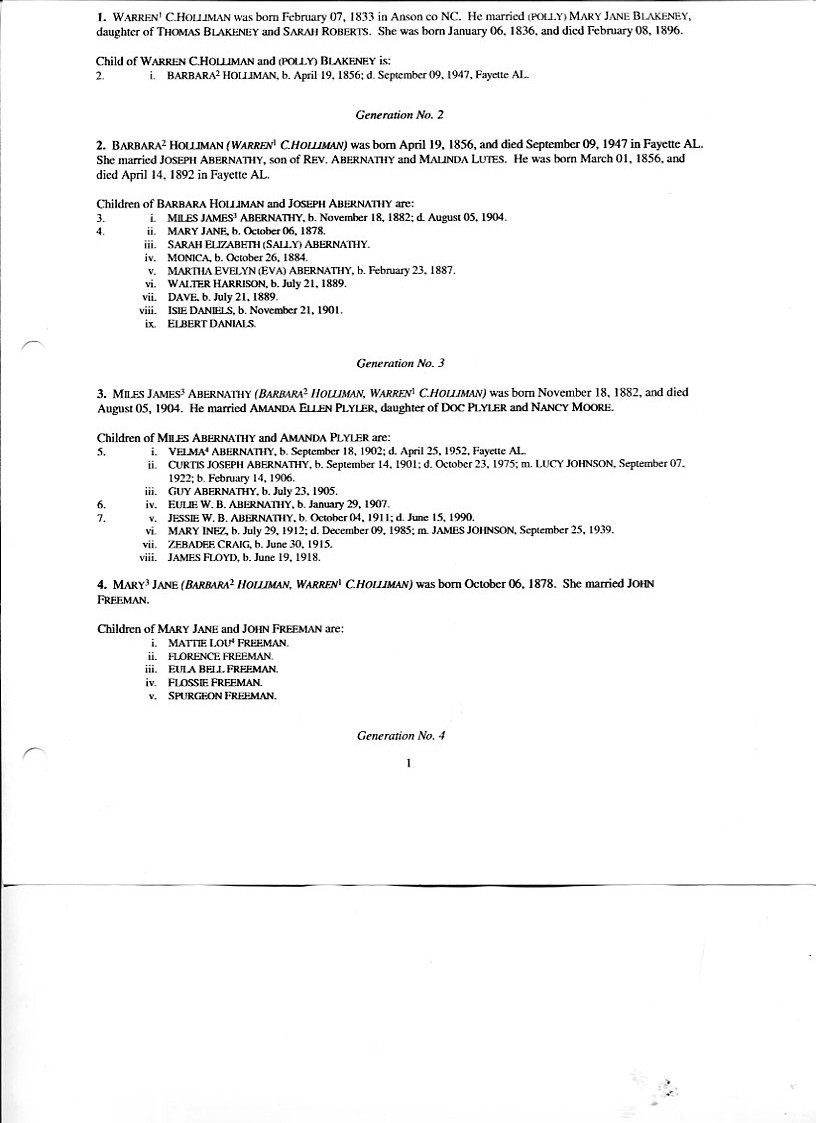 1. WARREN¹ C.HOLLIMAN was born February 07, 1833 in Anson co NC. He married (POLLY) MARY JANE BLAKENEY,
daughter of THOMAS BLAKENEY and SARAH ROBERTS. She was born January 06, 1836, and died February 08, 1896.
Child of WARREN C.HOLLIMAN and (POLLY) BLAKENEY is:
2. i. BARBARA² HOLLIMAN, b. April 19, 1856; d. September 09, 1947, Fayette AL.
Generation No. 2
2. BARBARA² HOLLIMAN (WARREN¹ C.HOLLIMAN) was born April 19, 1856, and died September 09, 1947 in Fayette AL.
She married JOSEPH ABERNATHY, son of REV. ABERNATHY and MALINDA LUTES. He was born March 01, 1856, and
died April 14, 1892 in Fayette AL.
Children of BARBARA HOLLIMAN and JOSEPH ABERNATHY are:
3. i. MILES JAMES³ ABERNATHY, b. November 18, 1882; d. August 05, 1904.
4. ii. MARY JANE, b. October 06, 1878.
iii. SARAH ELIZABETH (SALLY) ABERNATHY.
iv. MONICA, b. October 26, 1884.
v. MARTHA EVELYN (EVA) ABERNATHY, b. February 23, 1887.
vi. WALTER HARRISON, b. July 21, 1889.
vii. DAVE, b. July 21, 1889.
viii. ISIE DANIELS, b. November 21, 1901.
ix. ELBERT DANIALS.
Generation No. 3
3. MILES JAMES³ ABERNATHY (BARBARA² HOLLIMAN, WARREN¹ C.HOLLIMAN) was born November 18, 1882, and died
August 05, 1904. He married AMANDA ELLEN PLYLER, daughter of DOC PLYLER and NANCY MOORE.
Children of MILES ABERNATHY and AMANDA PLYLER are:
5. i. VELMA⁴ ABERNATHY, b. September 18, 1902; d. April 25, 1952, Fayette AL.
ii. CURTIS JOSEPH ABERNATHY, b. September 14, 1901; d. October 23, 1975; m. LUCY JOHNSON, September 07,
1922; b. February 14, 1906.
iii. GUY ABERNATHY, b. July 23, 1905.
6. iv. EULIE W. B. ABERNATHY, b. January 29, 1907.
7. v. JESSIE W. B. ABERNATHY, b. October 04, 1911; d. June 15, 1990.
vi. MARY INEZ, b. July 29, 1912; d. December 09, 1985; m. JAMES JOHNSON, September 25, 1939.
vii. ZEBADEE CRAIG, b. June 30, 1915.
viii. JAMES FLOYD, b. June 19, 1918.
4. MARY³ JANE (BARBARA² HOLLIMAN, WARREN¹ C.HOLLIMAN) was born October 06, 1878. She married JOHN
FREEMAN.
Children of MARY JANE and JOHN FREEMAN are:
i. MATTIE LOU⁴ FREEMAN.
ii. FLORENCE FREEMAN.
iii. EULA BELL FREEMAN.
iv. FLOSSIE FREEMAN.
v. SPURGEON FREEMAN.
Generation No. 4
1